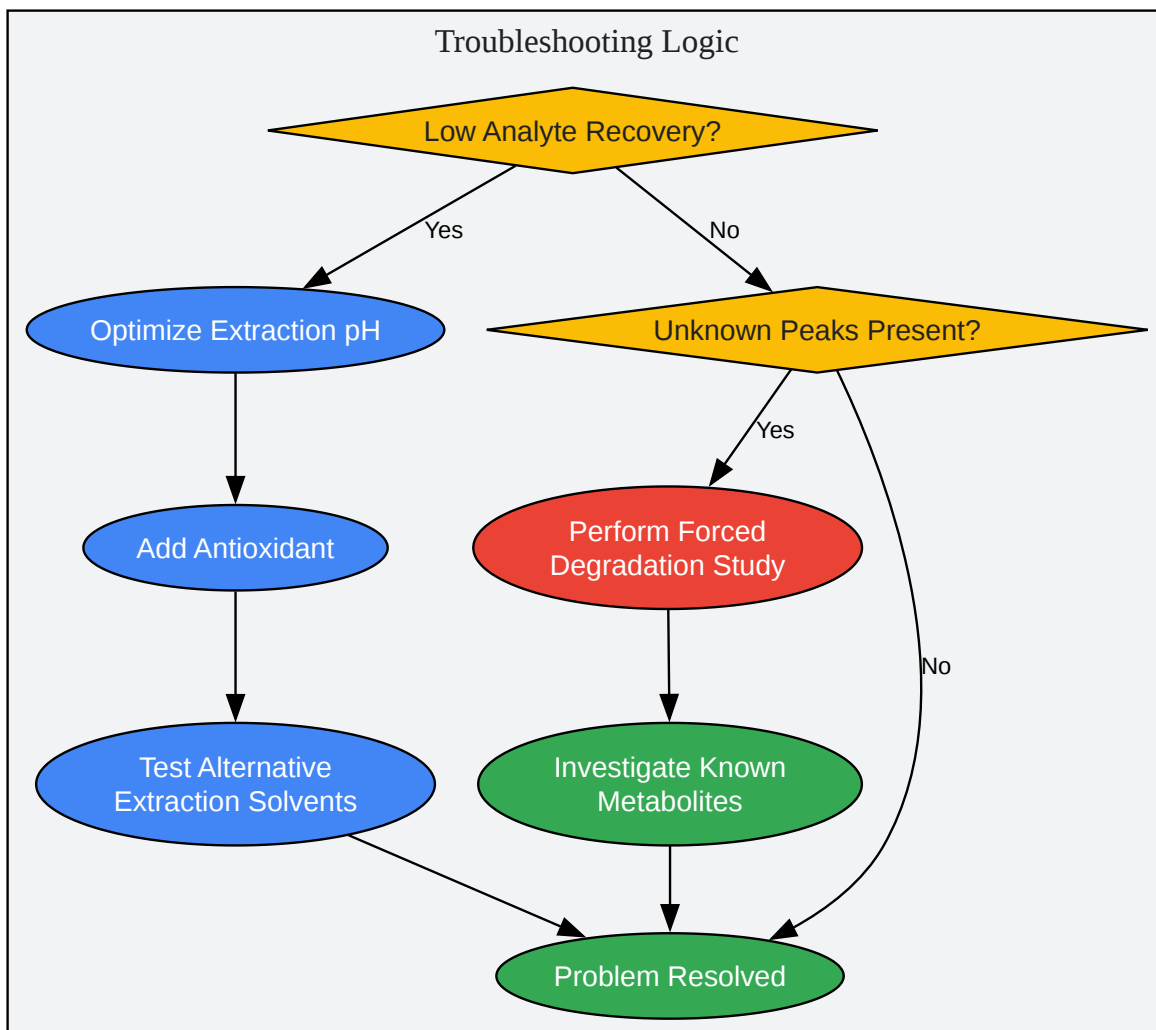 Troubleshooting Logic
Low Analyte Recovery?
Yes
No
Optimize Extraction pH
Unknown Peaks Present?
Yes
Add Antioxidant
Perform Forced
Degradation Study
No
Test Alternative
Extraction Solvents
Investigate Known
Metabolites
Problem Resolved